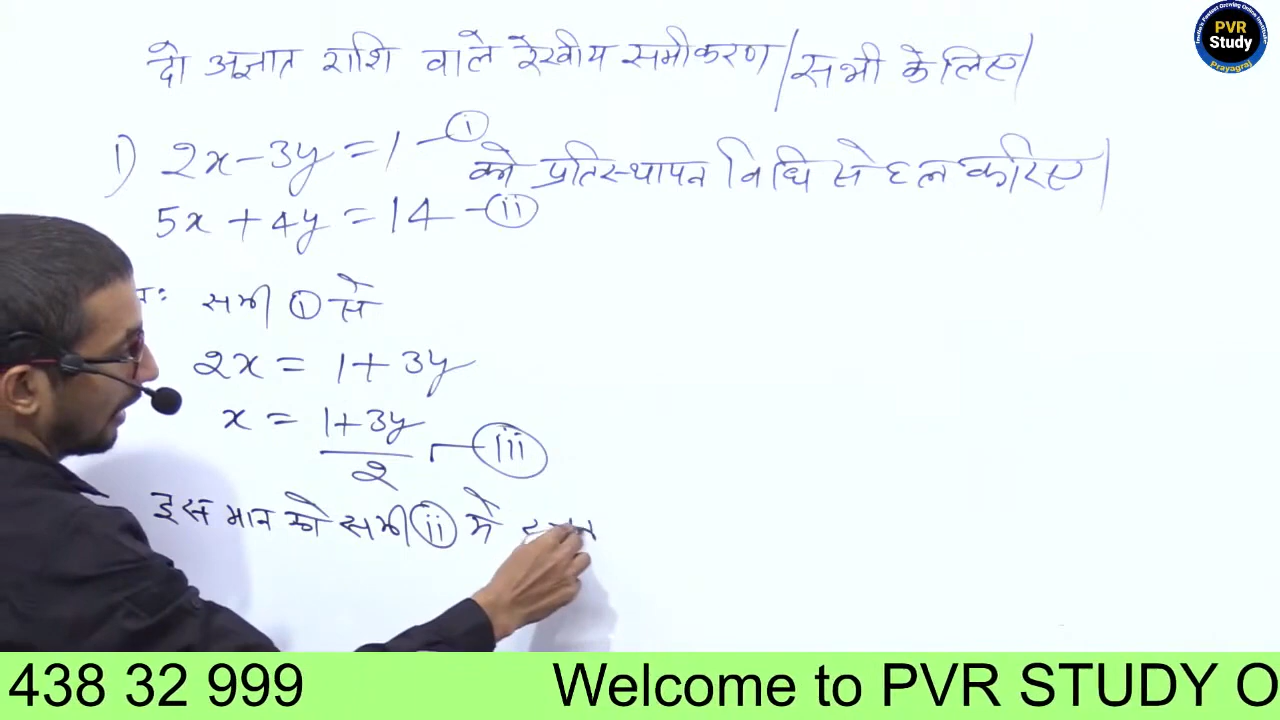 दो अज्ञात राशि वाले रेखीय समीकरण/सभी के लिए/
PVR
Study
Prayagraj
1) 2x-3y=1 - (i)
को प्रतिस्थापन विधि से हल करिए/
5x+4y=14 - (ii)
समी (i) से
2x = 1+3y
x = (1+3y)/2 - (iii)
इस मान को समी (ii) में
438 32 999
Welcome to PVR STUDY O